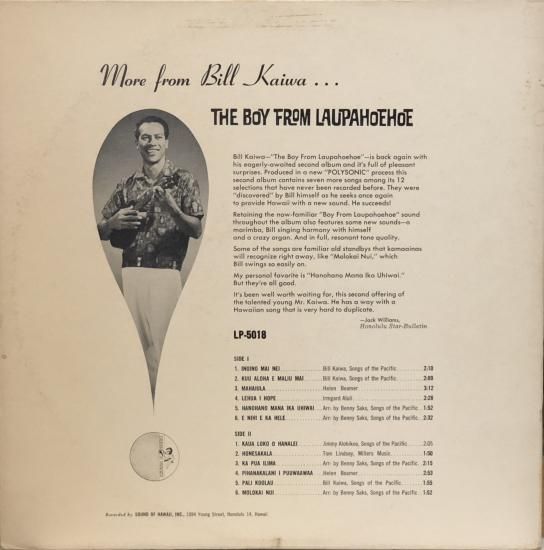 More from Bill Kaiwa ...
THE BOY FROM LAUPAHOEHOE
Bill Kaiwa—"The Boy From Laupahoehoe"—is back again with
his eagerly-awaited second album and it's full of pleasant
surprises. Produced in a new "POLYSONIC" process this
second album contains seven more songs among its 12
selections that have never been recorded before. They were
"discovered" by Bill himself as he seeks once again
to provide Hawaii with a new sound. He succeeds!
Retaining the now-familiar "Boy From Laupahoehoe" sound
throughout the album also features some new sounds—a
marimba, Bill singing harmony with himself
and a crazy organ. And in full, resonant tone quality.
Some of the songs are familiar old standbys that kamaainas
will recognize right away, like "Molokai Nui," which
Bill swings so easily on.
My personal favorite is "Hanohano Mana Ika Uhiwai."
But they're all good.
It's been well worth waiting for, this second offering of
the talented young Mr. Kaiwa. He has a way with a
Hawaiian song that is very hard to duplicate.
—Jack Williams,
Honolulu Star-Bulletin
LP-5018
SIDE I
1. INOINO MAI NEI Bill Kaiwa, Songs of the Pacific 2:10
2. KUU ALOHA E MALIU MAI Bill Kaiwa, Songs of the Pacific 2:09
3. MAHAIULA Helen Beamer 3:12
4. LEHUA I HOPE Irmgard Aluli 2:28
5. HANOHANO MANA IKA UHIWAI Arr by Benny Saks, Songs of the Pacific 1:52
6. E NIHI E KA HELE Arr by Benny Saks, Songs of the Pacific 2:32
SIDE II
1. KAUA LOKO O HANALEI Jimmy Alohikea, Songs of the Pacific 2:05
2. HONESAKALA Tom Lindsey, Millers Music 1:50
3. KA PUA ILIMA Arr by Benny Saks, Songs of the Pacific 2:15
4. PIHANAKALANI I PUUWAAWAA Helen Beamer 2:53
5. PALI KOOLAU Bill Kaiwa, Songs of the Pacific 1:55
6. MOLOKAI NUI Arr by Benny Saks, Songs of the Pacific 1:52
Recorded by SOUND OF HAWAII, INC., 1084 Young Street, Honolulu 14, Hawaii.